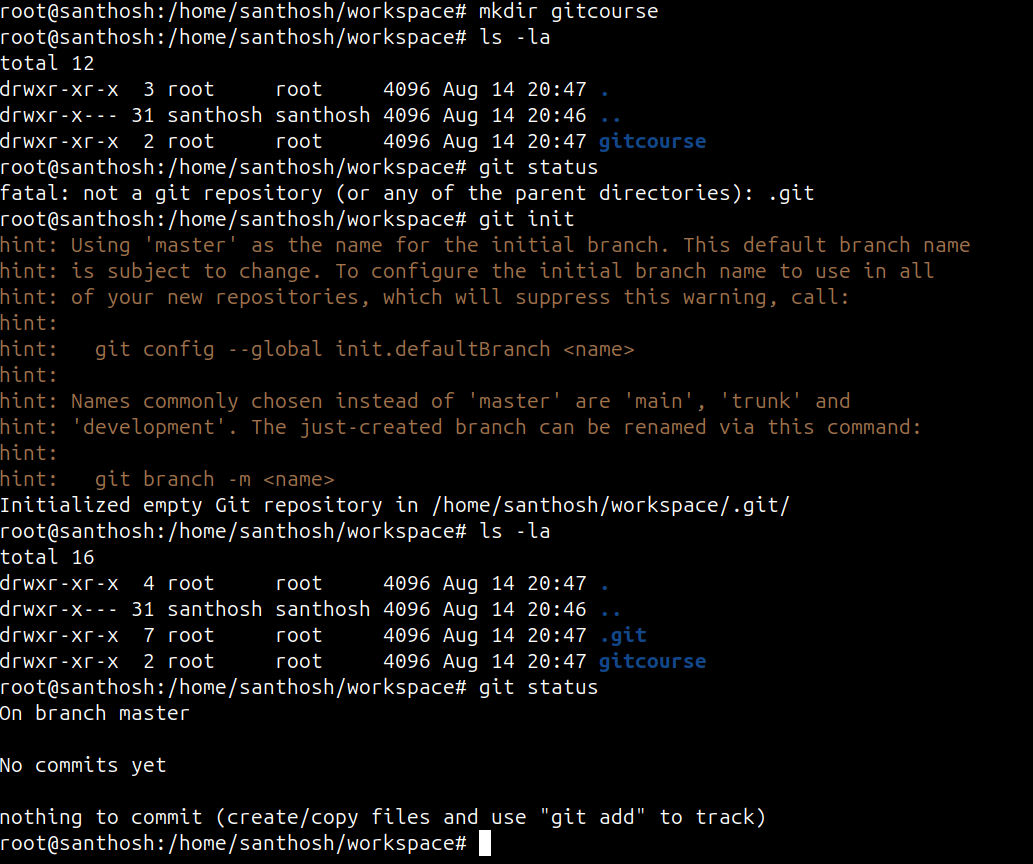 root@santhosh:/home/santhosh/workspace# mkdir gitcourse
root@santhosh:/home/santhosh/workspace# ls -la
total 12
drwxr-xr-x  3 root     root     4096 Aug 14 20:47 .
drwxr-x--- 31 santhosh santhosh 4096 Aug 14 20:46 ..
drwxr-xr-x  2 root     root     4096 Aug 14 20:47 gitcourse
root@santhosh:/home/santhosh/workspace# git status
fatal: not a git repository (or any of the parent directories): .git
root@santhosh:/home/santhosh/workspace# git init
hint: Using 'master' as the name for the initial branch. This default branch name
hint: is subject to change. To configure the initial branch name to use in all
hint: of your new repositories, which will suppress this warning, call:
hint:
hint:   git config --global init.defaultBranch <name>
hint:
hint: Names commonly chosen instead of 'master' are 'main', 'trunk' and
hint: 'development'. The just-created branch can be renamed via this command:
hint:
hint:   git branch -m <name>
Initialized empty Git repository in /home/santhosh/workspace/.git/
root@santhosh:/home/santhosh/workspace# ls -la
total 16
drwxr-xr-x  4 root     root     4096 Aug 14 20:47 .
drwxr-x--- 31 santhosh santhosh 4096 Aug 14 20:46 ..
drwxr-xr-x  7 root     root     4096 Aug 14 20:47 .git
drwxr-xr-x  2 root     root     4096 Aug 14 20:47 gitcourse
root@santhosh:/home/santhosh/workspace# git status
On branch master

No commits yet

nothing to commit (create/copy files and use "git add" to track)
root@santhosh:/home/santhosh/workspace#